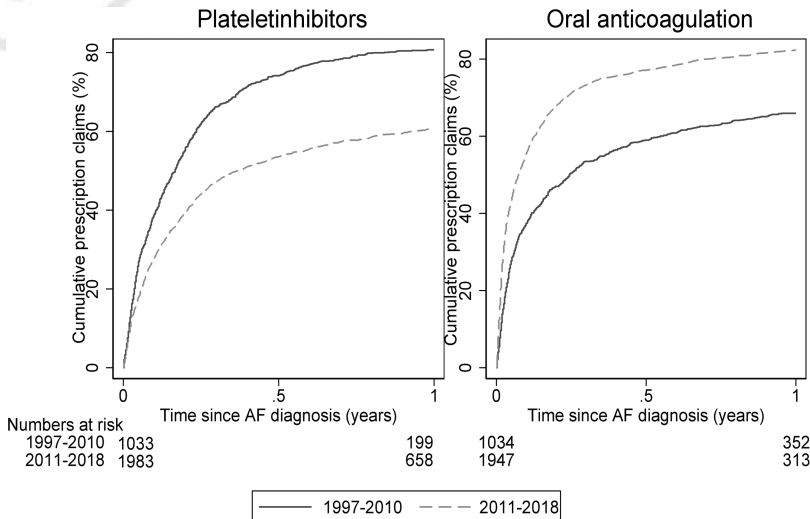 Plateletinhibitors
Oral anticoagulation
Cumulative prescription claims (%)
80
60
40
20
0
0 .5 1
Time since AF diagnosis (years)
Cumulative prescription claims (%)
80
60
40
20
0
0 .5 1
Time since AF diagnosis (years)
Numbers at risk
1997-2010 1033 199 1034 352
2011-2018 1983 658 1947 313
1997-2010 2011-2018